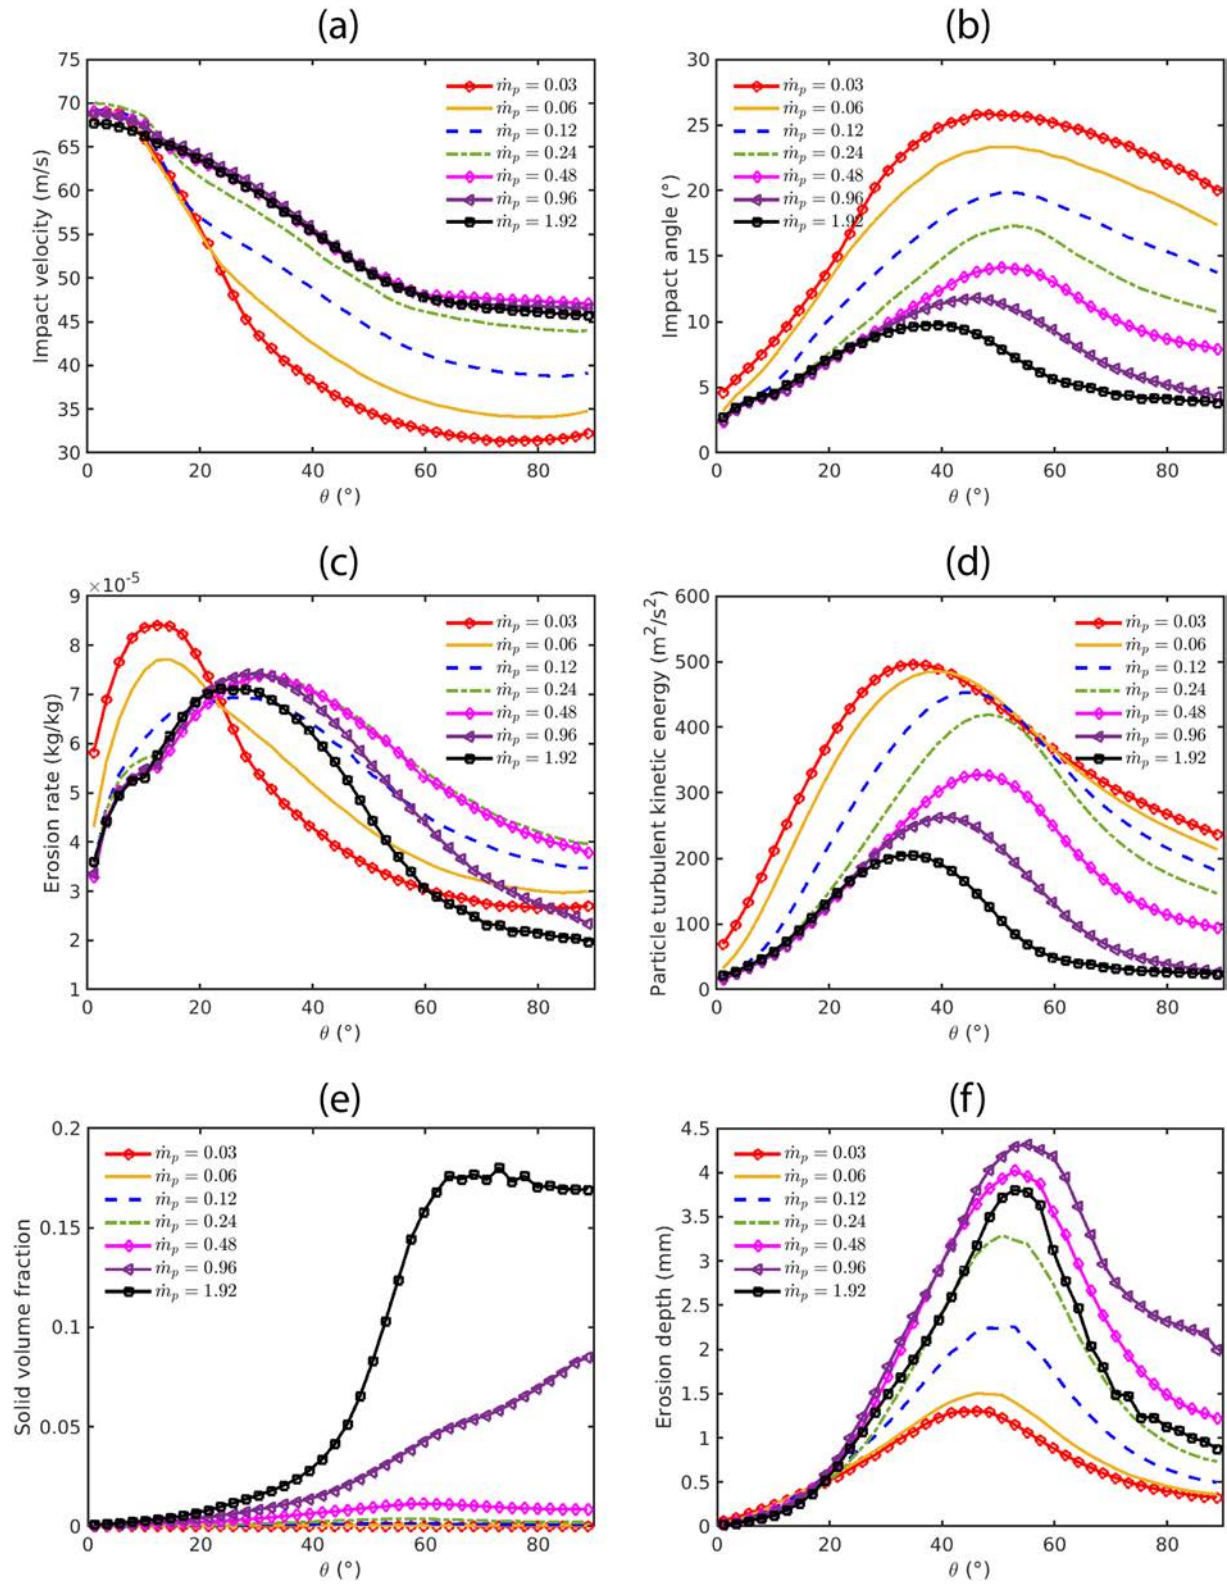 (a)
75
70
65
60
55
50
45
40
35
30
Impact velocity (m/s)
ṁp = 0.03
ṁp = 0.06
ṁp = 0.12
ṁp = 0.24
ṁp = 0.48
ṁp = 0.96
ṁp = 1.92
0 20 40 60 80
θ (°)
(b)
30
25
20
15
10
5
0
Impact angle (°)
ṁp = 0.03
ṁp = 0.06
ṁp = 0.12
ṁp = 0.24
ṁp = 0.48
ṁp = 0.96
ṁp = 1.92
0 20 40 60 80
θ (°)
(c)
×10-5
9
8
7
6
5
4
3
2
1
Erosion rate (kg/kg)
ṁp = 0.03
ṁp = 0.06
ṁp = 0.12
ṁp = 0.24
ṁp = 0.48
ṁp = 0.96
ṁp = 1.92
0 20 40 60 80
θ (°)
(d)
600
500
400
300
200
100
0
Particle turbulent kinetic energy (m2/s2)
ṁp = 0.03
ṁp = 0.06
ṁp = 0.12
ṁp = 0.24
ṁp = 0.48
ṁp = 0.96
ṁp = 1.92
0 20 40 60 80
θ (°)
(e)
0.2
0.15
0.1
0.05
0
Solid volume fraction
ṁp = 0.03
ṁp = 0.06
ṁp = 0.12
ṁp = 0.24
ṁp = 0.48
ṁp = 0.96
ṁp = 1.92
0 20 40 60 80
θ (°)
(f)
4.5
4
3.5
3
2.5
2
1.5
1
0.5
0
Erosion depth (mm)
ṁp = 0.03
ṁp = 0.06
ṁp = 0.12
ṁp = 0.24
ṁp = 0.48
ṁp = 0.96
ṁp = 1.92
0 20 40 60 80
θ (°)